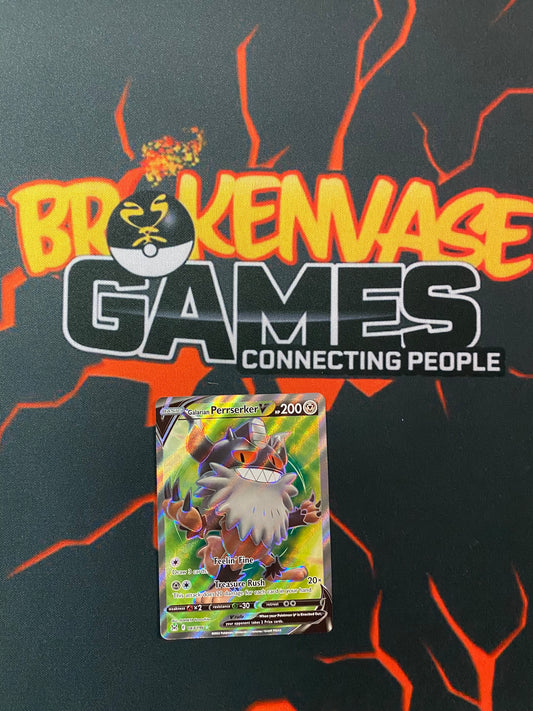 BROKENVASE
GAMES
CONNECTING PEOPLE
Galarian Perrserker V HP 200
Feelin' Fine
Draw 3 cards.
Treasure Rush 20×
This attack does 20 damage for each card in your hand.
weakness ×2 resistance -30 retreat
V rule When your Pokémon V is Knocked Out,
your opponent takes 2 Prize cards.